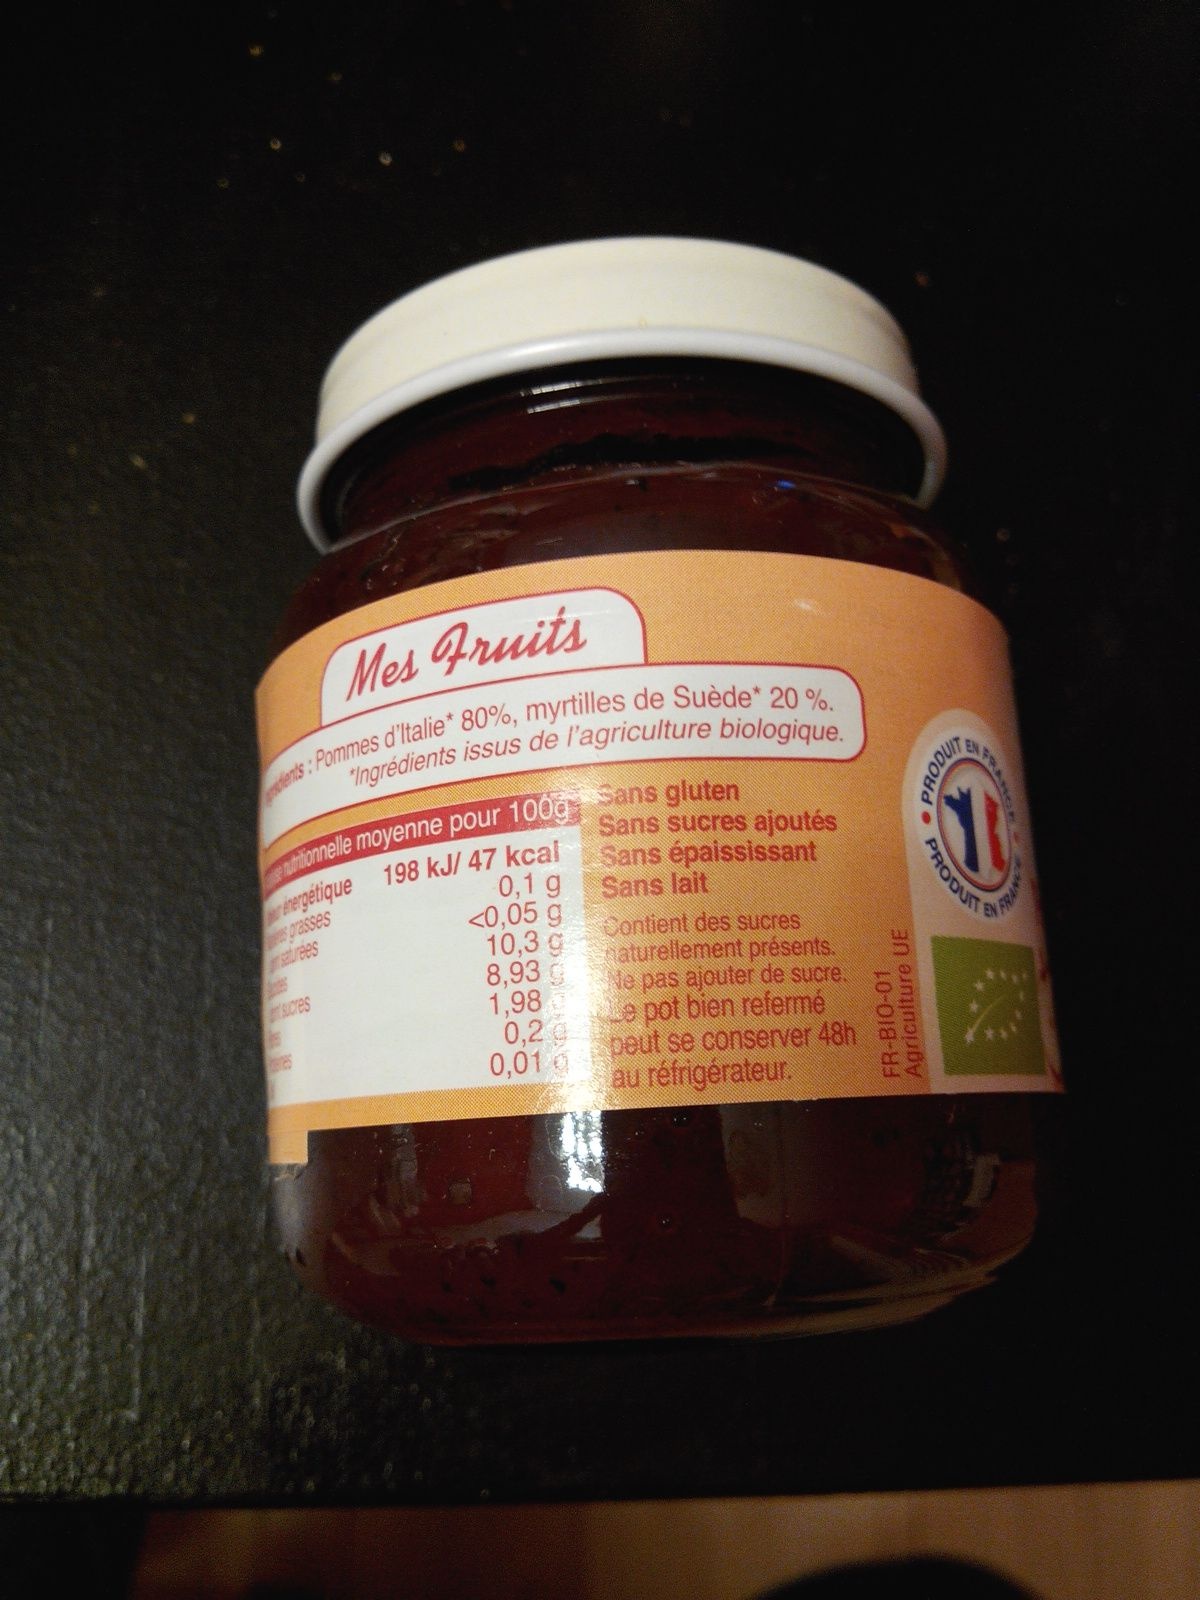 Mes Fruits
Ingrédients : Pommes d'Italie* 80%, myrtilles de Suède* 20 %.
*Ingrédients issus de l'agriculture biologique.
nutritionnelle moyenne pour 100g
énergétique 198 kJ/ 47 kcal
grasses 0,1 g
saturées <0,05 g
10,3 g
sucres 8,93 g
1,98 g
0,2 g
0,01 g
Sans gluten
Sans sucres ajoutés
Sans épaississant
Sans lait
Contient des sucres
naturellement présents.
Ne pas ajouter de sucre.
Le pot bien refermé
peut se conserver 48h
au réfrigérateur.
PRODUIT EN FRANCE
PRODUIT EN FRANCE
FR-BIO-01
Agriculture UE